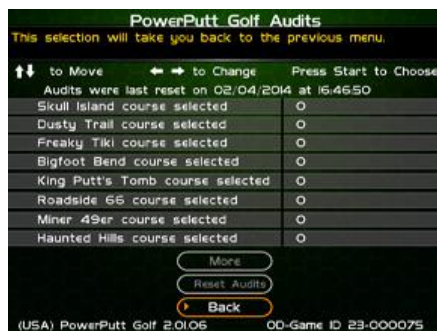 PowerPutt Golf Audits
This selection will take you back to the previous menu.
↑↓ to Move ← → to Change Press Start to Choose
Audits were last reset on 02/04/2014 at 16:46:50
Skull Island course selected 0
Dusty Trail course selected 0
Freaky Tiki course selected 0
Bigfoot Bend course selected 0
King Putt's Tomb course selected 0
Roadside 66 course selected 0
Miner 49er course selected 0
Haunted Hills course selected 0
More
Reset Audits
Back
(USA) PowerPutt Golf 2.01.06 OD-Game ID 23-000075